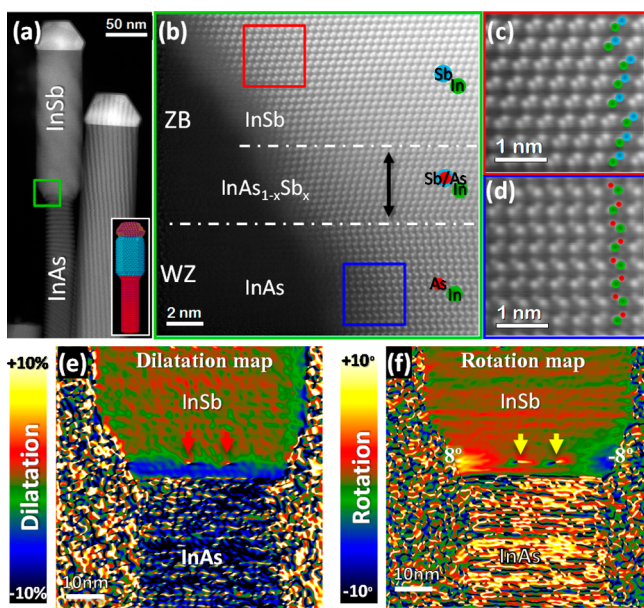 (a)
50 nm
InSb
InAs
(b)
ZB
InSb
Sb
In
InAs1-xSbx
Sb/As
In
WZ
InAs
As
In
2 nm
(c)
1 nm
(d)
1 nm
+10%
Dilatation
-10%
(e)
Dilatation map
InSb
InAs
10nm
+10°
Rotation
-10°
(f)
Rotation map
InSb
8°
-8°
InAs
10nm